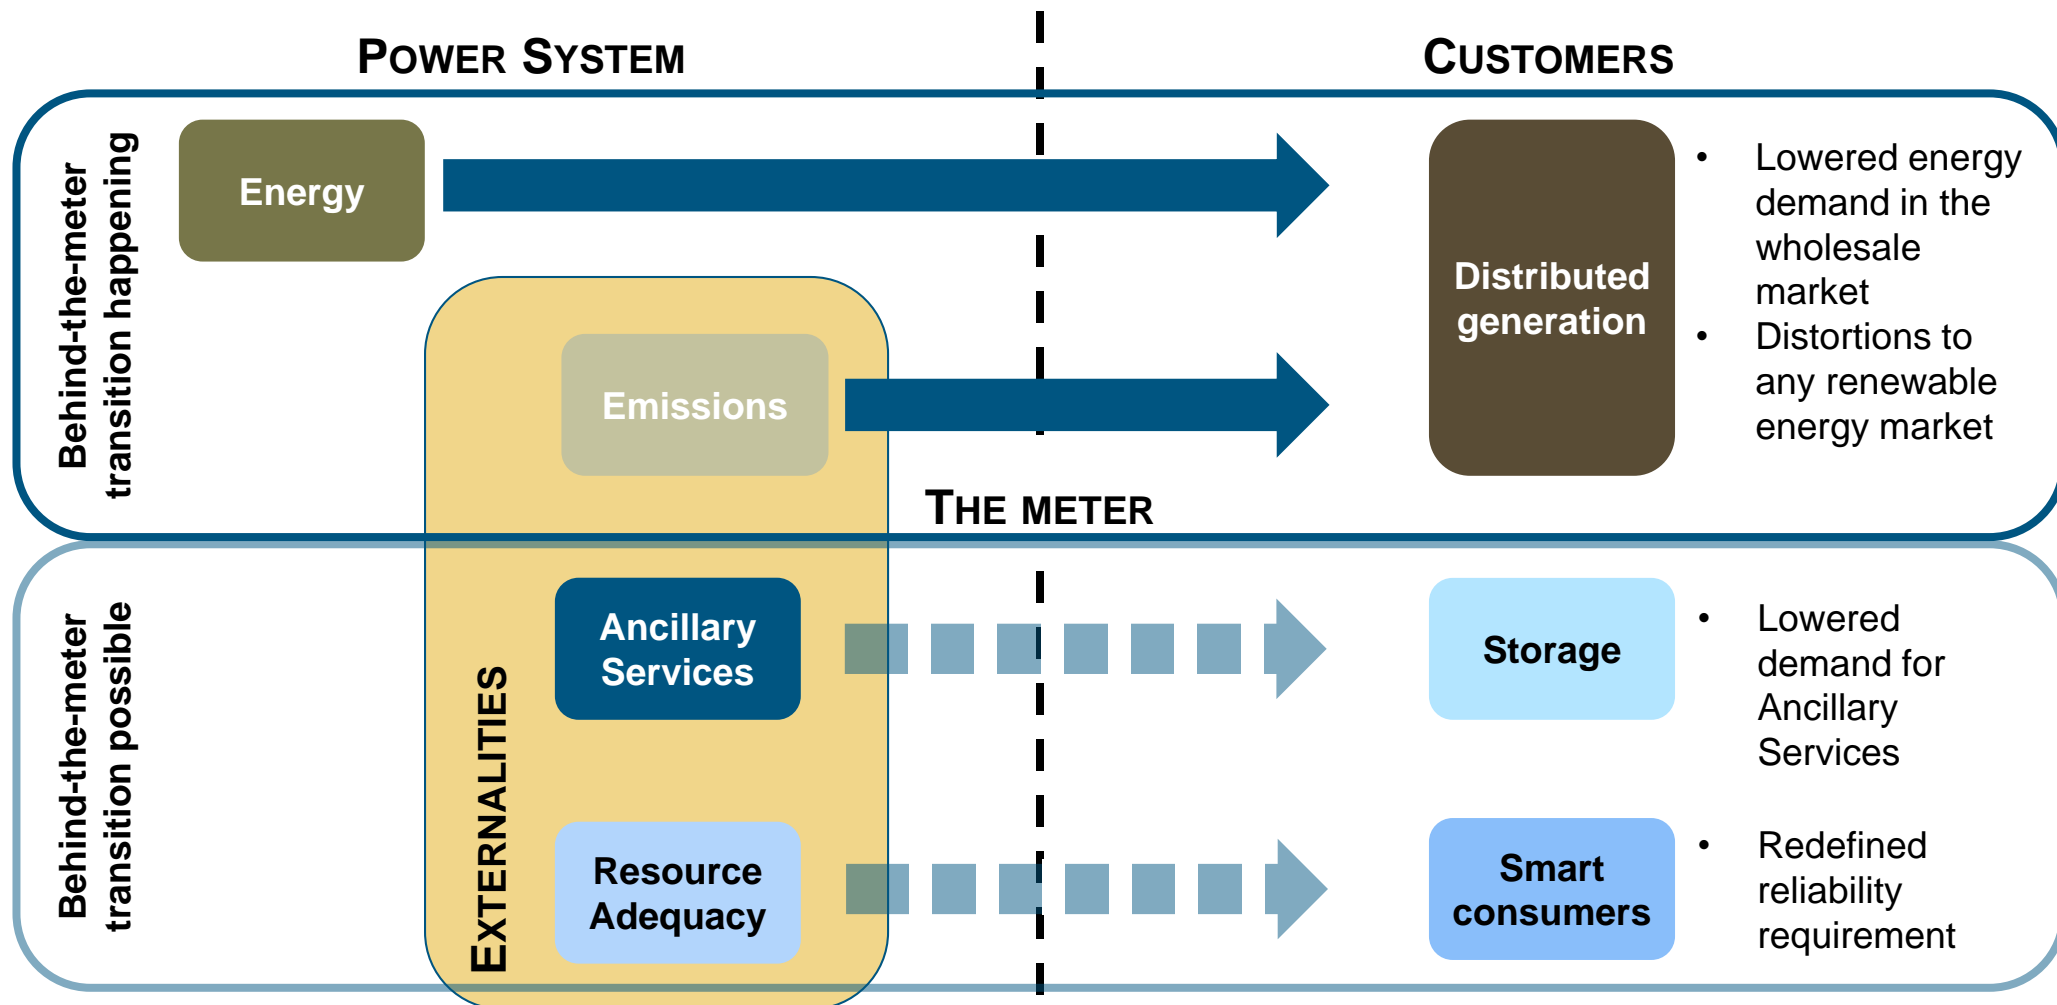 POWER SYSTEM
CUSTOMERS
Behind-the-meter
transition happening
Energy
Emissions
Distributed
generation
• Lowered energy
demand in the
wholesale
market
• Distortions to
any renewable
energy market
THE METER
Behind-the-meter
transition possible
EXTERNALITIES
Ancillary
Services
Storage
• Lowered
demand for
Ancillary
Services
Resource
Adequacy
Smart
consumers
• Redefined
reliability
requirement